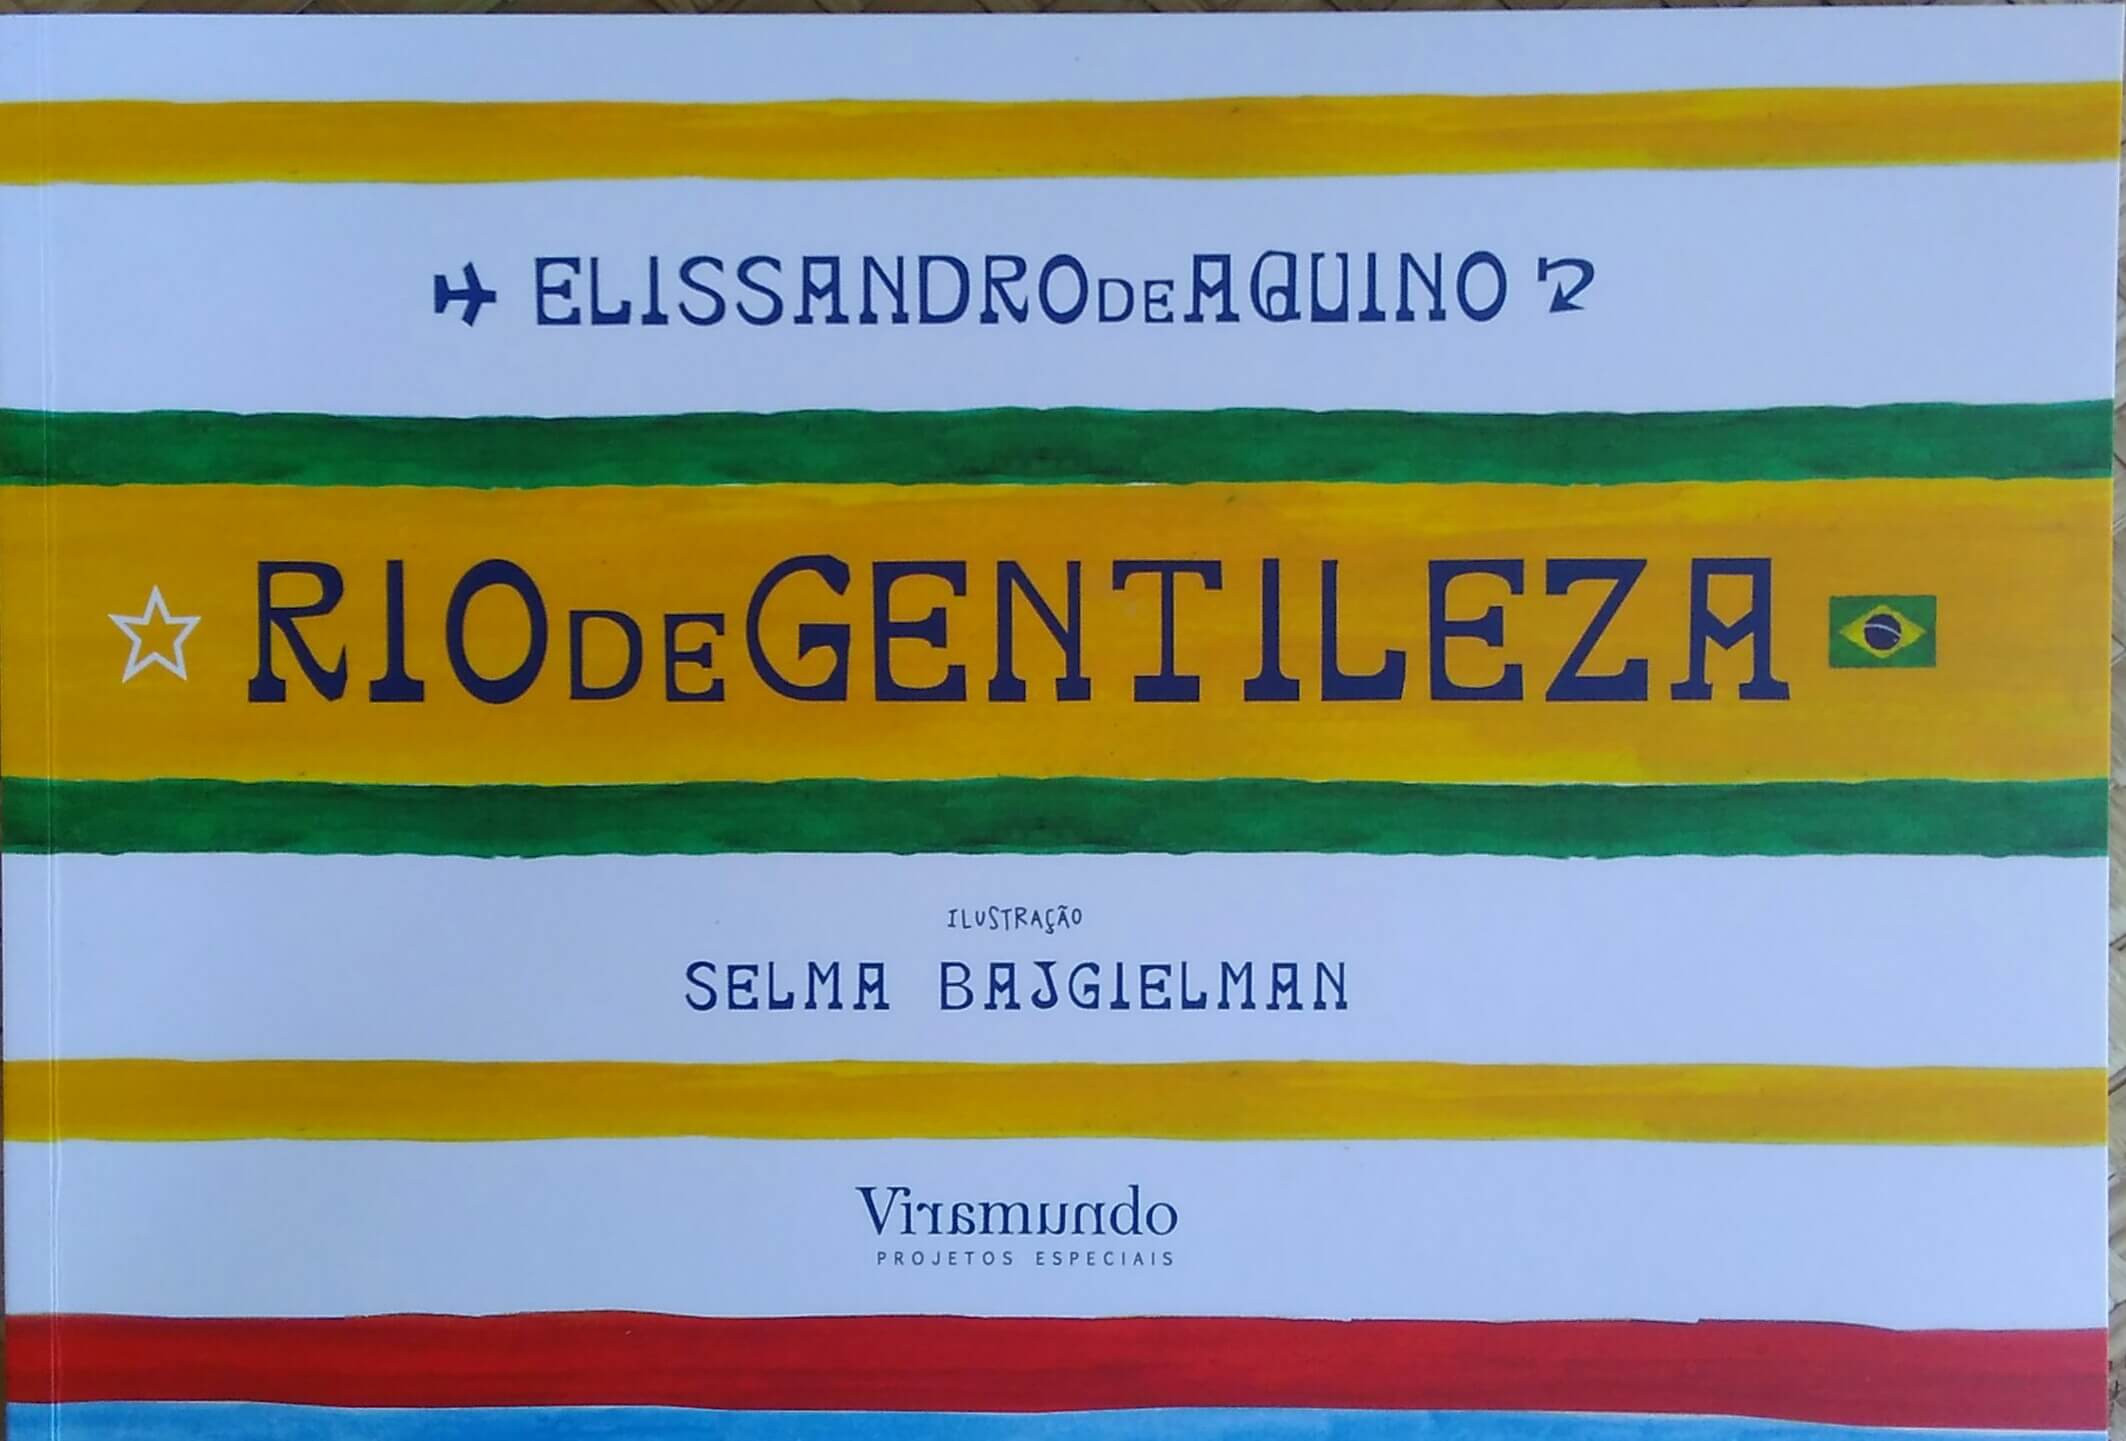 ELISSANDRO DE AQUINO
RIO DE GENTILEZA
ILUSTRAÇÃO
SELMA BAJGIELMAN
Viramundo
PROJETOS ESPECIAIS